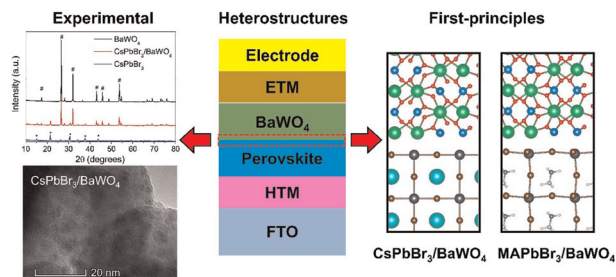 Experimental
Heterostructures
First-principles
Intensity (a.u.)
BaWO₄
CsPbBr₃/BaWO₄
CsPbBr₃
# # # # # #
* * * * *
10 20 30 40 50 60 70 80
2θ (degrees)
CsPbBr₃/BaWO₄
20 nm
Electrode
ETM
BaWO₄
Perovskite
HTM
FTO
CsPbBr₃/BaWO₄
MAPbBr₃/BaWO₄